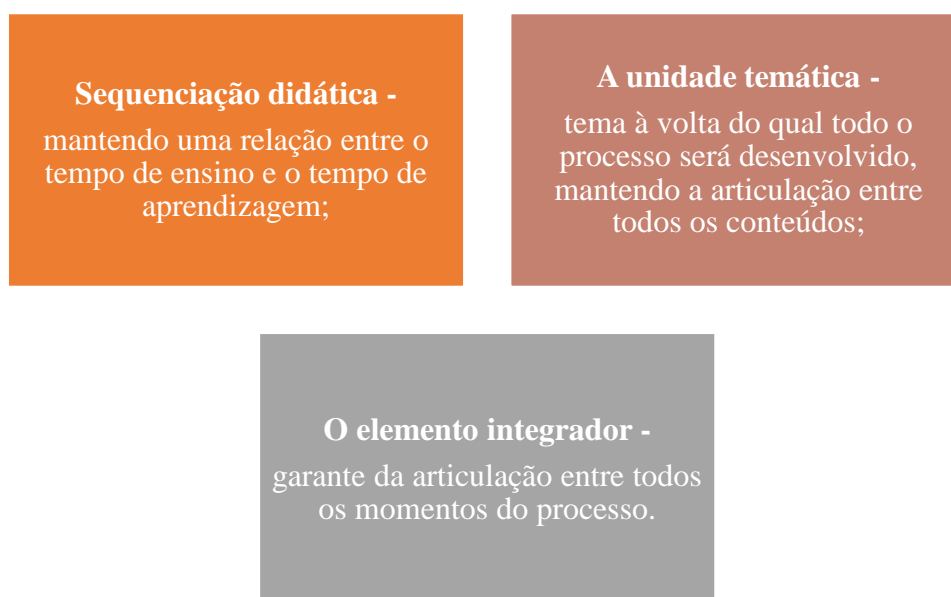 Sequenciação didática -
mantendo uma relação entre o
tempo de ensino e o tempo de
aprendizagem;
A unidade temática -
tema à volta do qual todo o
processo será desenvolvido,
mantendo a articulação entre
todos os conteúdos;
O elemento integrador -
garante da articulação entre todos
os momentos do processo.